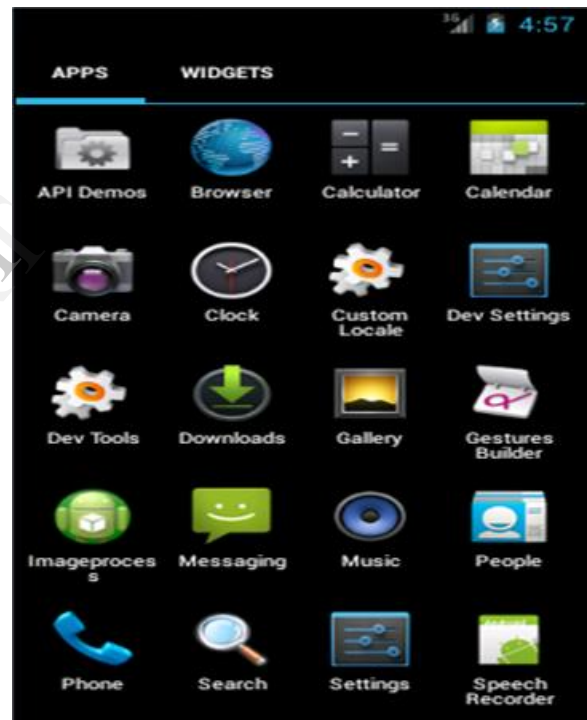 3G 4:57
APPS WIDGETS
API Demos Browser Calculator Calendar
Camera Clock Custom Dev Settings
Locale
Dev Tools Downloads Gallery Gestures
Builder
Imageproces Messaging Music People
s
Phone Search Settings Speech
Recorder